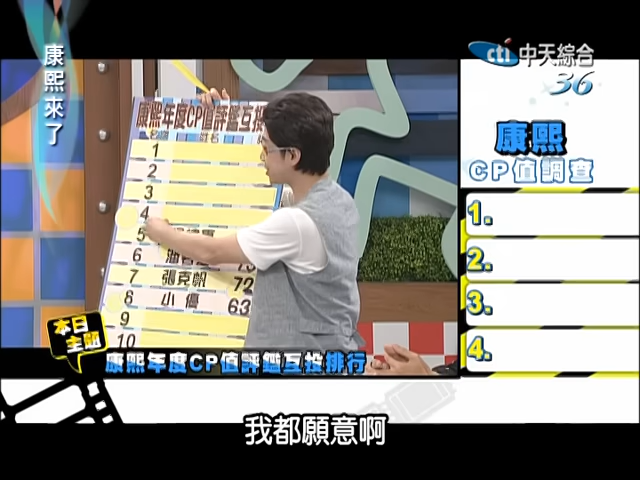 康熙來了
cti 中天綜合
36
康熙年度CP值評鑑互投
姓名
1
2
3
4
5
6
7 張克帆 72
8 小優 63
9
10
康熙
CP值調查
1.
2.
3.
4.
本日
主題
康熙年度CP值評鑑互投排行
我都願意啊